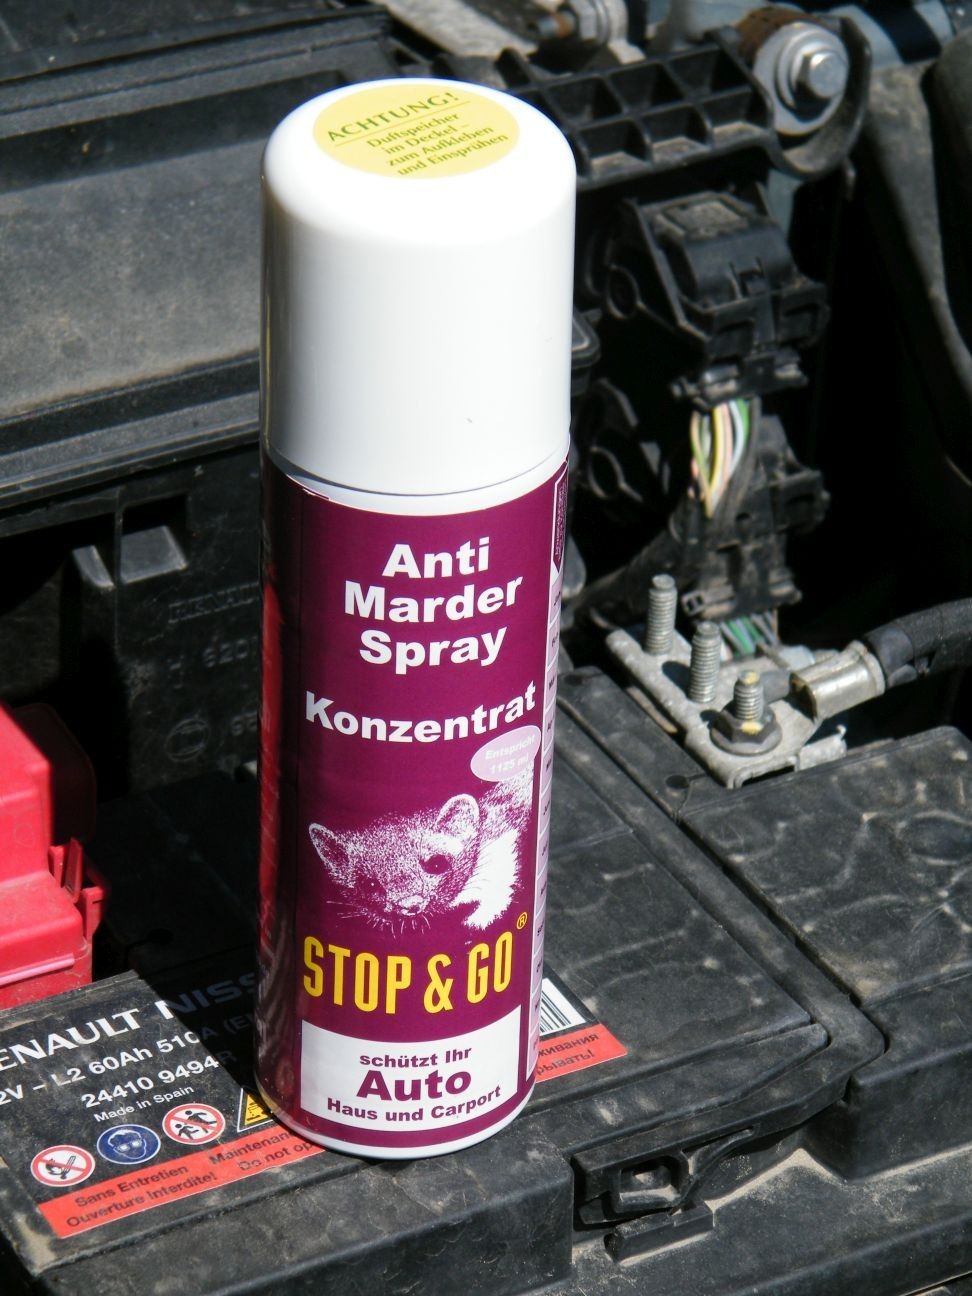 ACHTUNG!
Duftspeicher
im Deckel –
zum Aufkleben
und Einsprühen
Anti
Marder
Spray
Konzentrat
Entspricht
1125 ml
STOP & GO®
schützt Ihr
Auto
Haus und Carport
RENAULT NISS
2V – L2 60Ah 510A
24410 9494
Made in Spain
Sans Entretien
Ouverture interdite!
Maintenan
Do not op